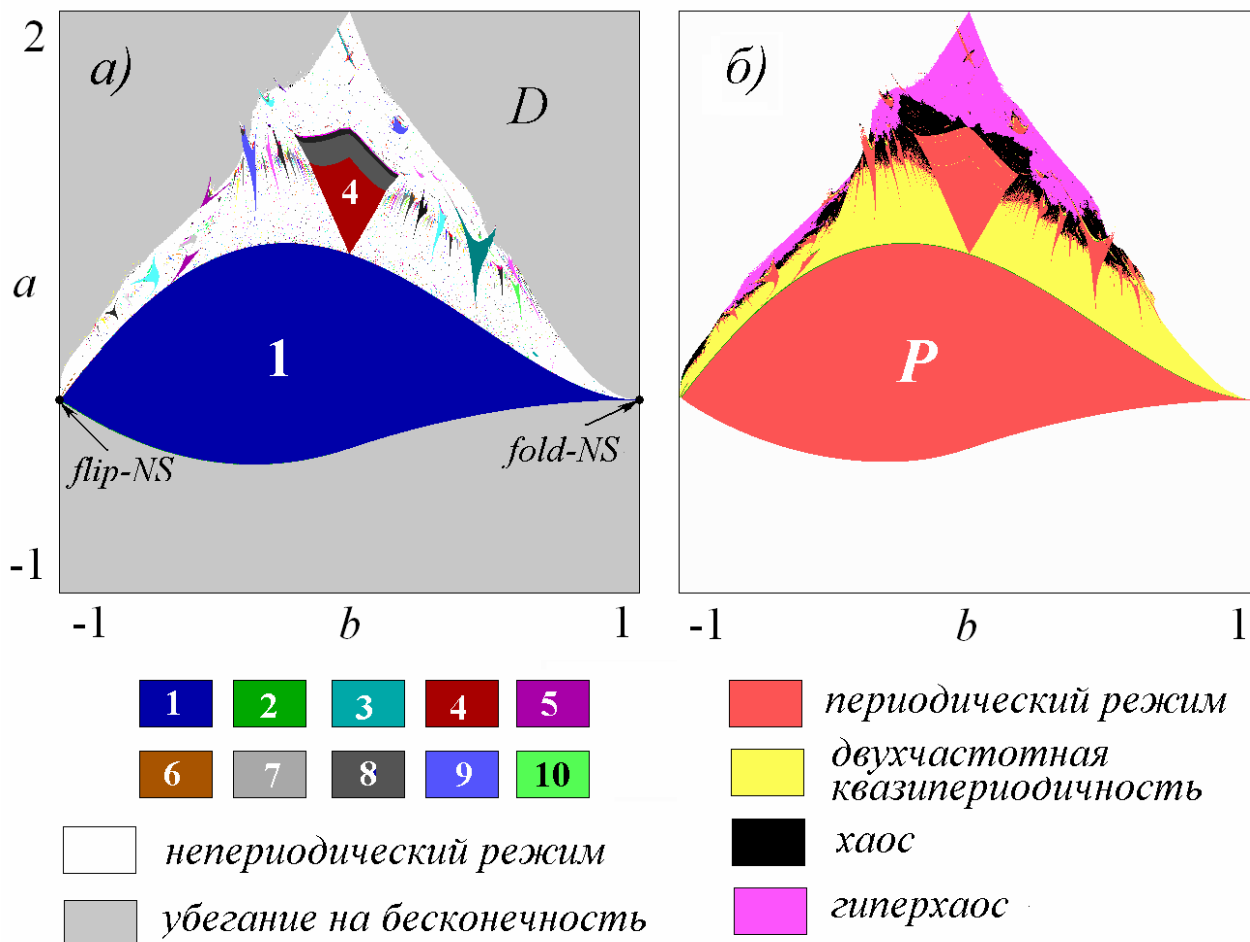 2
а)
D
б)
4
a
1
P
flip-NS
fold-NS
-1
-1
b
1
-1
b
1
1 2 3 4 5
6 7 8 9 10
непериодический режим
убегание на бесконечность
периодический режим
двухчастотная
квазипериодичность
хаос
гиперхаос